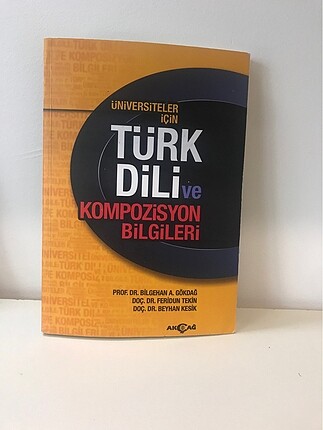 ÜNİVERSİTELER
İÇİN
TÜRK
DİLİ ve
KOMPOZİSYON
BİLGİLERİ
PROF. DR. BİLGEHAN A. GÖKDAĞ
DOÇ. DR. FERİDUN TEKİN
DOÇ. DR. BEYHAN KESİK
AKÇAĞ